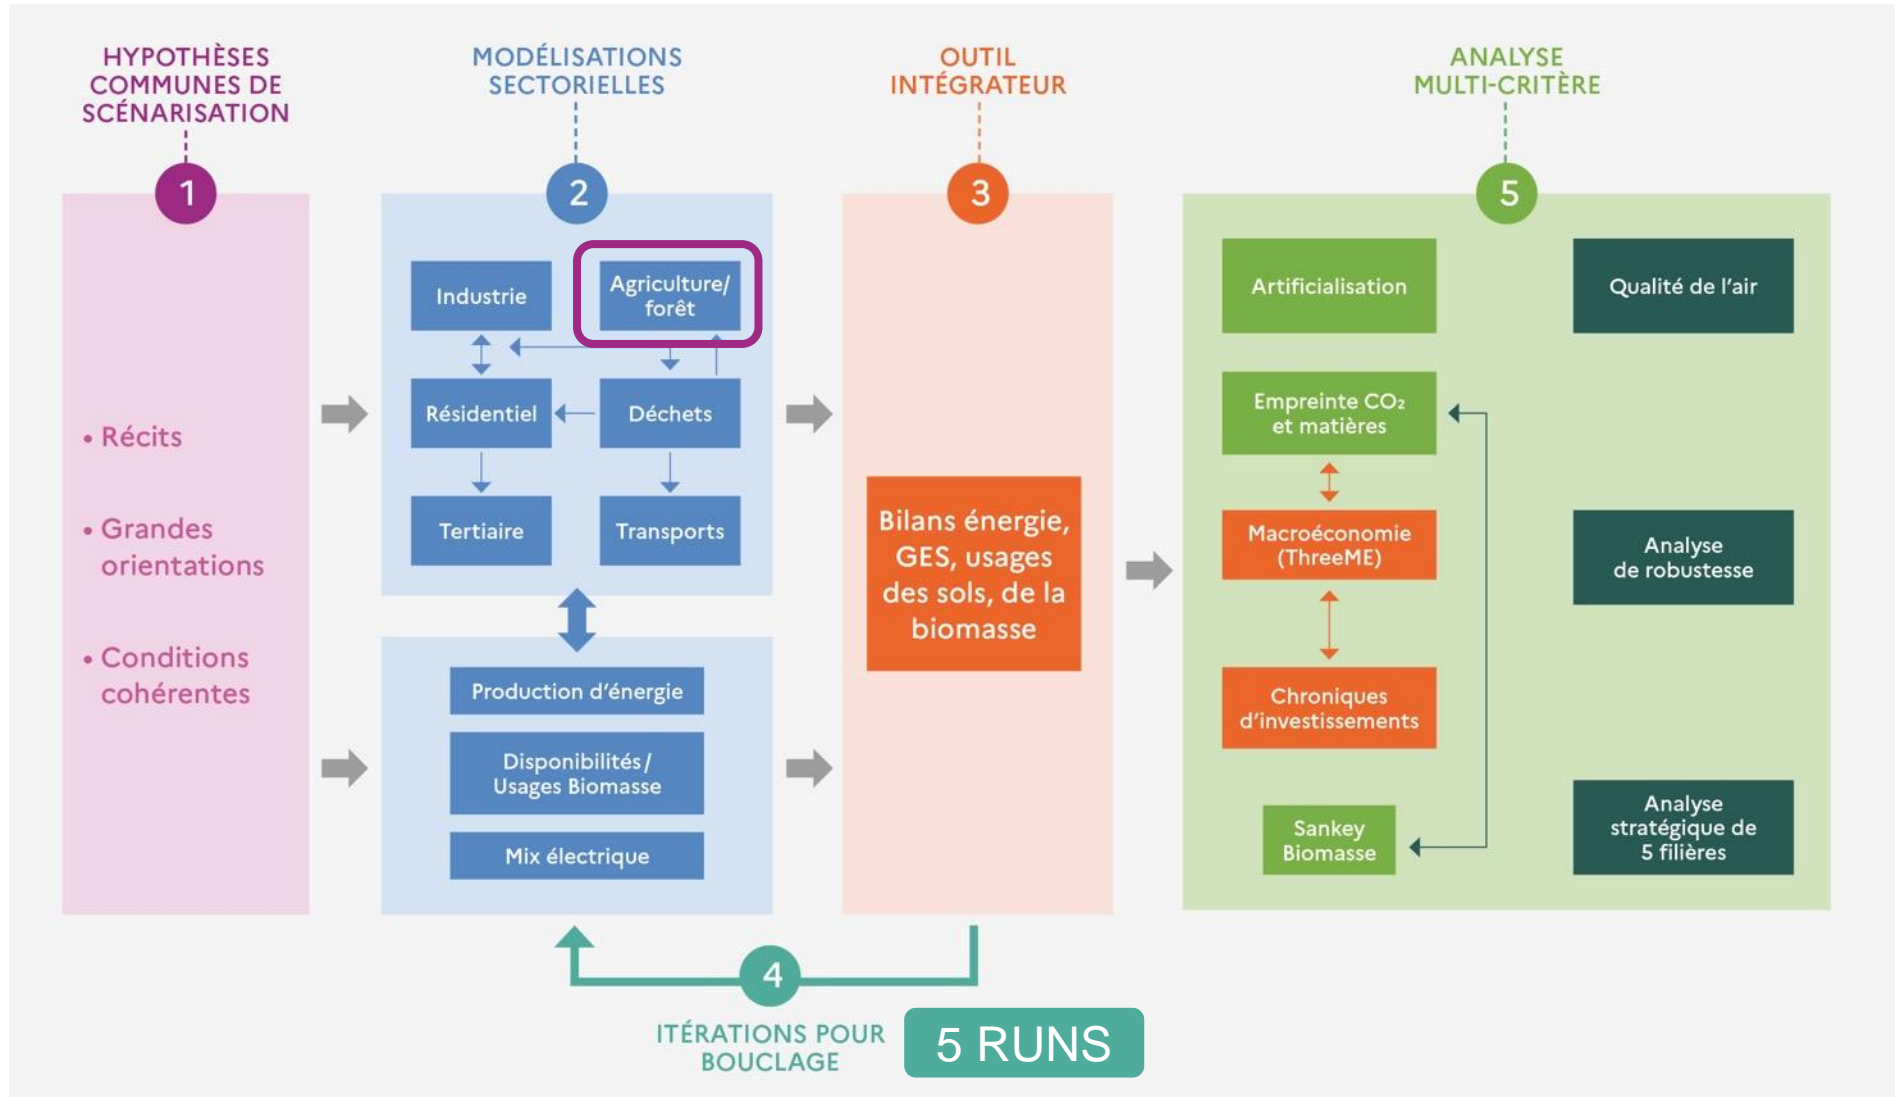 HYPOTHÈSES
COMMUNES DE
SCÉNARISATION
1
• Récits
• Grandes
orientations
• Conditions
cohérentes
MODÉLISATIONS
SECTORIELLES
2
Industrie
Agriculture/
forêt
Résidentiel
Déchets
Tertiaire
Transports
Production d'énergie
Disponibilités/
Usages Biomasse
Mix électrique
OUTIL
INTÉGRATEUR
3
Bilans énergie,
GES, usages
des sols, de la
biomasse
4
ITÉRATIONS POUR
BOUCLAGE
5 RUNS
ANALYSE
MULTI-CRITÈRE
5
Artificialisation
Qualité de l'air
Empreinte CO₂
et matières
Macroéconomie
(ThreeME)
Analyse
de robustesse
Chroniques
d'investissements
Sankey
Biomasse
Analyse
stratégique de
5 filières